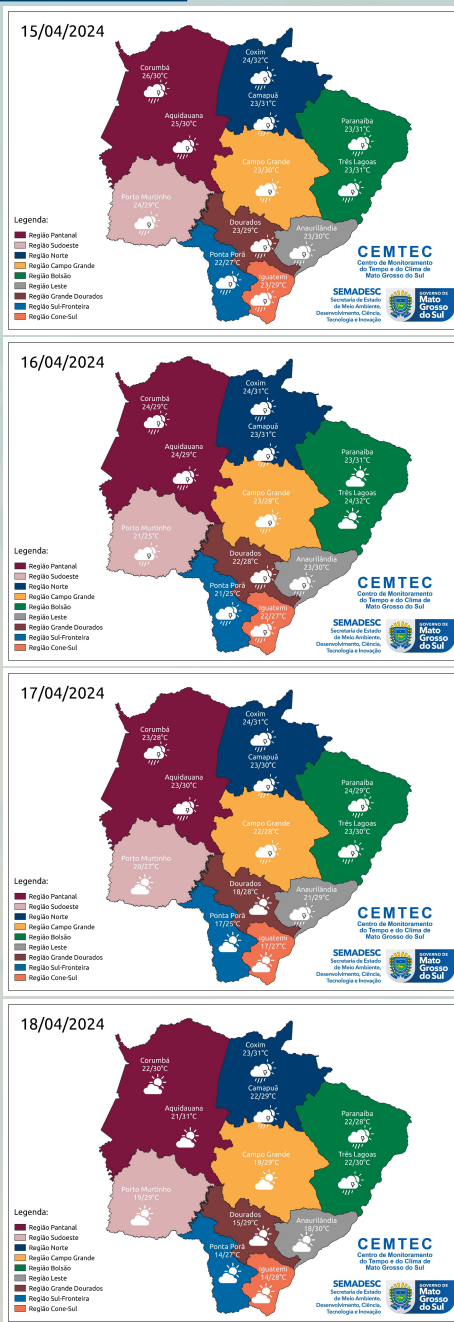 15/04/2024
Corumbá
26/30°C
Coxim
24/32°C
Camapuã
23/31°C
Aquidauana
25/30°C
Paranaíba
23/31°C
Três Lagoas
23/31°C
Campo Grande
23/30°C
Porto Murtinho
24/29°C
Dourados
23/29°C
Anaurilândia
23/30°C
Ponta Porã
22/27°C
Iguatemi
23/29°C
Legenda:
Região Pantanal
Região Sudoeste
Região Norte
Região Campo Grande
Região Bolsão
Região Leste
Região Grande Dourados
Região Sul-Fronteira
Região Cone-Sul
CEMTEC
Centro de Monitoramento
do Tempo e do Clima de
Mato Grosso do Sul
SEMADESC
Secretaria de Estado
de Meio Ambiente,
Desenvolvimento, Ciência,
Tecnologia e Inovação
GOVERNO DE
Mato
Grosso
do Sul
16/04/2024
Corumbá
24/29°C
Coxim
24/31°C
Camapuã
23/31°C
Aquidauana
24/29°C
Paranaíba
23/31°C
Três Lagoas
24/32°C
Campo Grande
23/28°C
Porto Murtinho
21/25°C
Dourados
22/28°C
Anaurilândia
23/30°C
Ponta Porã
21/25°C
Iguatemi
22/27°C
Legenda:
Região Pantanal
Região Sudoeste
Região Norte
Região Campo Grande
Região Bolsão
Região Leste
Região Grande Dourados
Região Sul-Fronteira
Região Cone-Sul
CEMTEC
Centro de Monitoramento
do Tempo e do Clima de
Mato Grosso do Sul
SEMADESC
Secretaria de Estado
de Meio Ambiente,
Desenvolvimento, Ciência,
Tecnologia e Inovação
GOVERNO DE
Mato
Grosso
do Sul
17/04/2024
Corumbá
23/28°C
Coxim
24/31°C
Camapuã
23/30°C
Aquidauana
23/30°C
Paranaíba
24/29°C
Três Lagoas
23/30°C
Campo Grande
22/28°C
Porto Murtinho
20/27°C
Dourados
18/28°C
Anaurilândia
21/29°C
Ponta Porã
17/25°C
Iguatemi
17/27°C
Legenda:
Região Pantanal
Região Sudoeste
Região Norte
Região Campo Grande
Região Bolsão
Região Leste
Região Grande Dourados
Região Sul-Fronteira
Região Cone-Sul
CEMTEC
Centro de Monitoramento
do Tempo e do Clima de
Mato Grosso do Sul
SEMADESC
Secretaria de Estado
de Meio Ambiente,
Desenvolvimento, Ciência,
Tecnologia e Inovação
GOVERNO DE
Mato
Grosso
do Sul
18/04/2024
Corumbá
22/30°C
Coxim
23/31°C
Camapuã
22/29°C
Aquidauana
21/31°C
Paranaíba
22/28°C
Três Lagoas
22/30°C
Campo Grande
19/29°C
Porto Murtinho
19/29°C
Dourados
15/29°C
Anaurilândia
18/30°C
Ponta Porã
14/27°C
Iguatemi
14/28°C
Legenda:
Região Pantanal
Região Sudoeste
Região Norte
Região Campo Grande
Região Bolsão
Região Leste
Região Grande Dourados
Região Sul-Fronteira
Região Cone-Sul
CEMTEC
Centro de Monitoramento
do Tempo e do Clima de
Mato Grosso do Sul
SEMADESC
Secretaria de Estado
de Meio Ambiente,
Desenvolvimento, Ciência,
Tecnologia e Inovação
GOVERNO DE
Mato
Grosso
do Sul